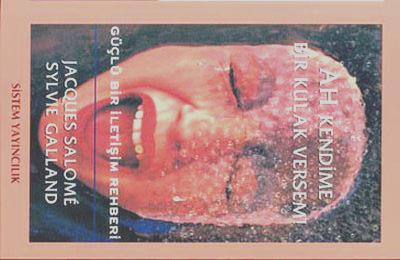 AH KENDİME
BİR KULAK VERSEM!
GÜÇLÜ BİR İLETİŞİM REHBERİ
JACQUES SALOMÉ
SYLVIE GALLAND
SİSTEM YAYINCILIK